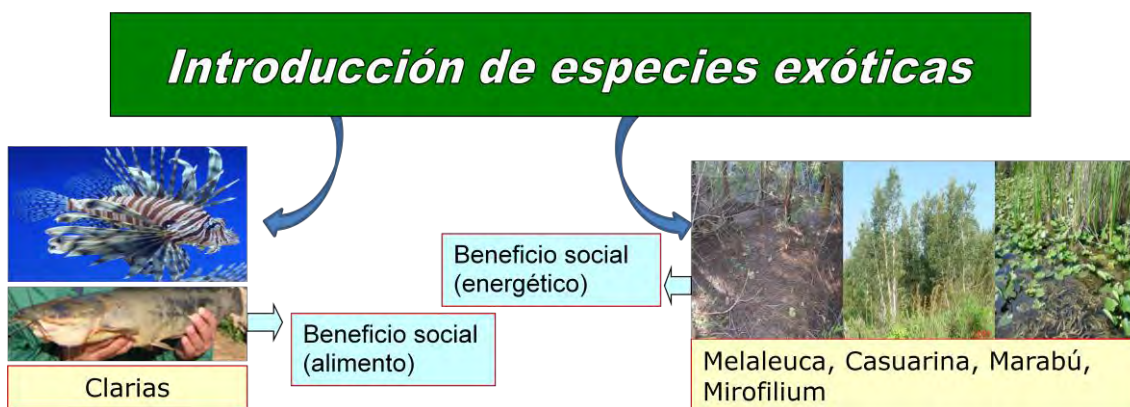 Introducción de especies exóticas
Beneficio social
(energético)
Beneficio social
(alimento)
Clarias
Melaleuca, Casuarina, Marabú,
Mirofilium